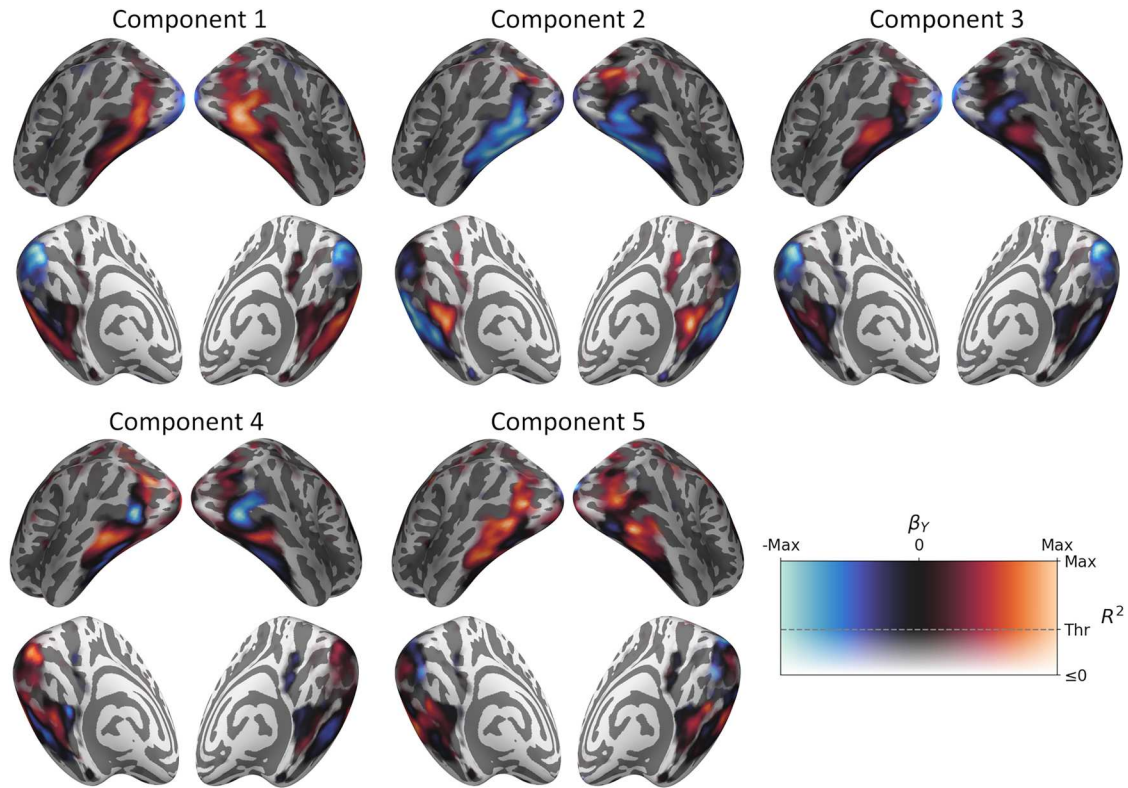 Component 1
Component 2
Component 3
Component 4
Component 5
β_Y
-Max 0 Max
Max
Thr
R²
≤0